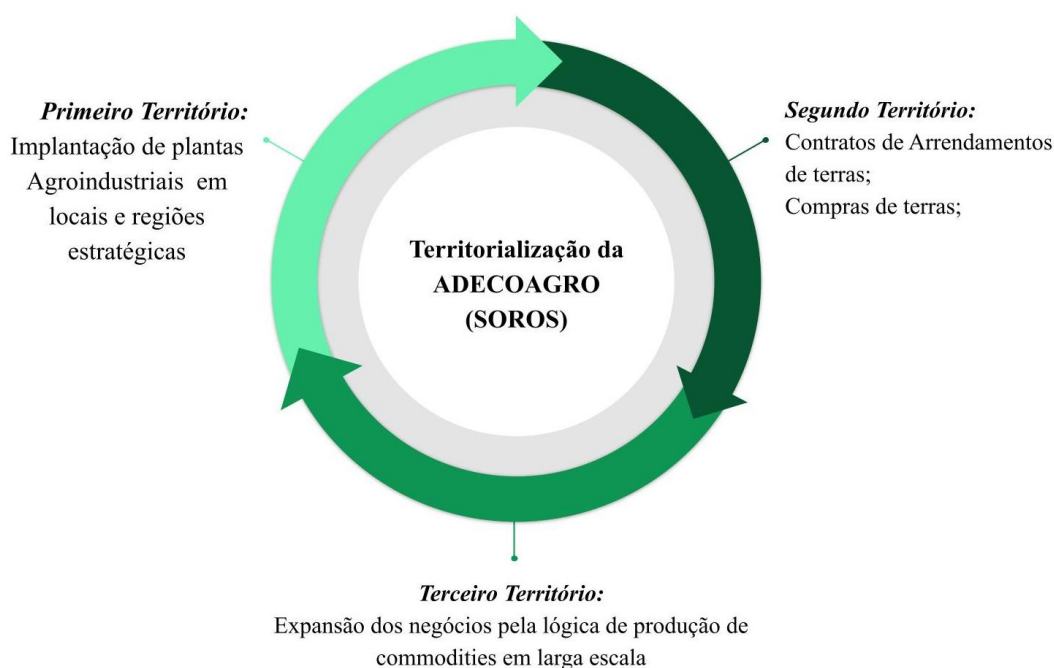 Primeiro Território:
Implantação de plantas
Agroindustriais em
locais e regiões
estratégicas
Segundo Território:
Contratos de Arrendamentos
de terras;
Compras de terras;
Territorialização da
ADECOAGRO
(SOROS)
Terceiro Território:
Expansão dos negócios pela lógica de produção de
commodities em larga escala